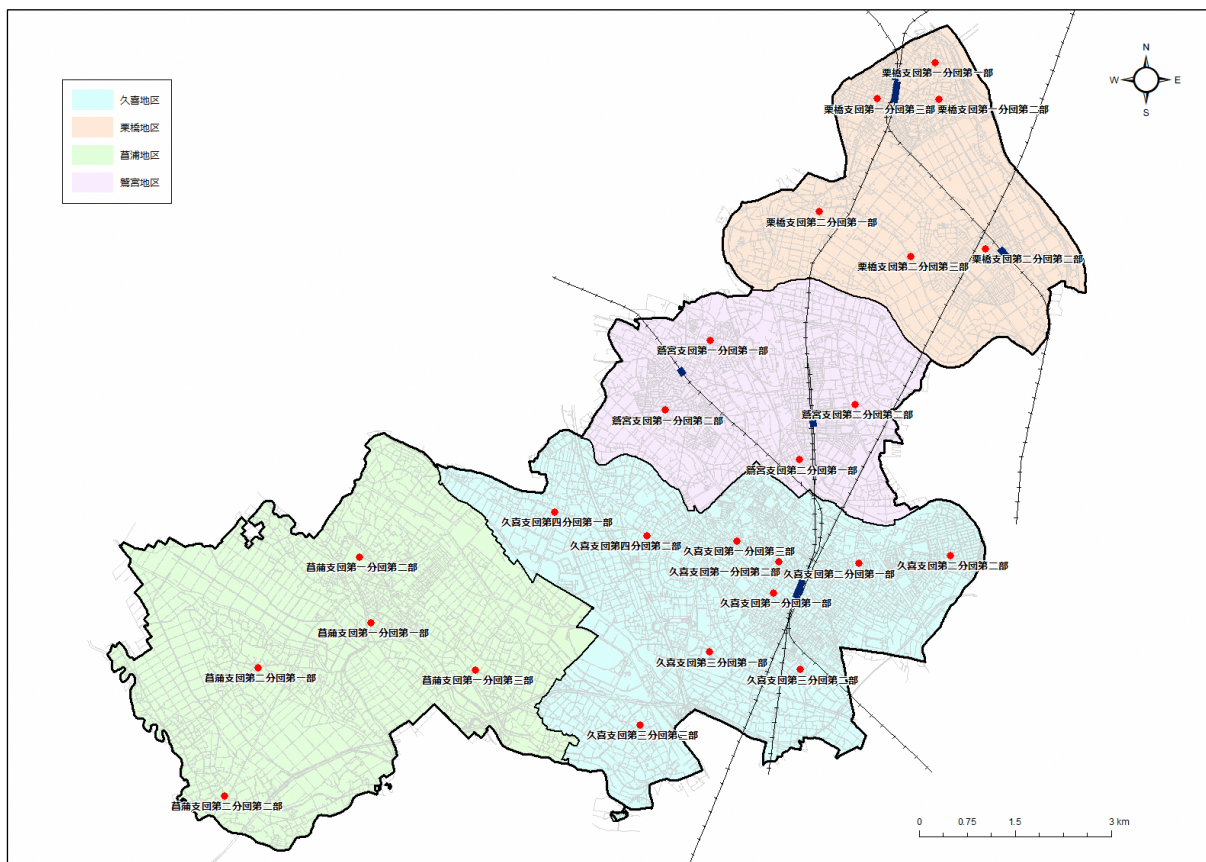 久喜地区
栗橋地区
菖浦地区
鷲宮地区
N
W
E
S
栗橋支団第一分団第一部
栗橋支団第一分団第三部
栗橋支団第一分団第二部
栗橋支団第二分団第一部
栗橋支団第二分団第三部
栗橋支団第二分団第二部
鷲宮支団第一分団第一部
鷲宮支団第一分団第二部
鷲宮支団第二分団第二部
鷲宮支団第二分団第一部
久喜支団第四分団第一部
久喜支団第四分団第二部
久喜支団第一分団第三部
久喜支団第一分団第二部
久喜支団第二分団第一部
久喜支団第二分団第二部
久喜支団第一分団第一部
菖蒲支団第一分団第二部
菖蒲支団第一分団第一部
菖蒲支団第二分団第一部
菖蒲支団第一分団第三部
久喜支団第三分団第一部
久喜支団第三分団第二部
久喜支団第三分団第三部
菖蒲支団第二分団第二部
0 0.75 1.5 3 km